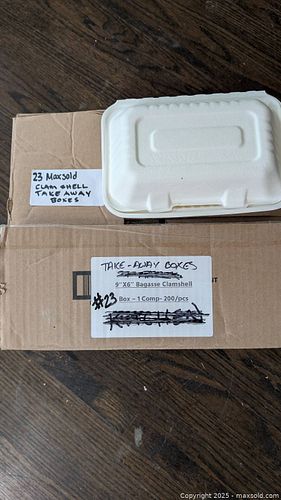 23 Maxsold
CLAM SHELL
TAKE AWAY
BOXES
TAKE-AWAY BOXES
9"X6" Bagasse Clamshell
#23 Box – 1 Comp- 200/pcs
Copyright 2025 - maxsold.com